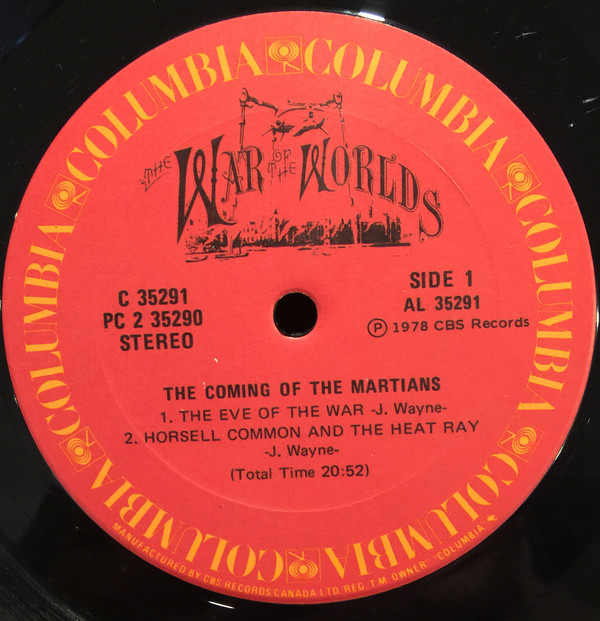 COLUMBIA COLUMBIA COLUMBIA COLUMBIA COLUMBIA COLUMBIA COLUMBIA
THE WAR OF THE WORLDS
C 35291
PC 2 35290
STEREO
SIDE 1
AL 35291
Ⓟ 1978 CBS Records
THE COMING OF THE MARTIANS
1. THE EVE OF THE WAR -J. Wayne-
2. HORSELL COMMON AND THE HEAT RAY
-J. Wayne-
(Total Time 20:52)
MANUFACTURED BY CBS RECORDS CANADA LTD. REG. T.M. OWNER "COLUMBIA"